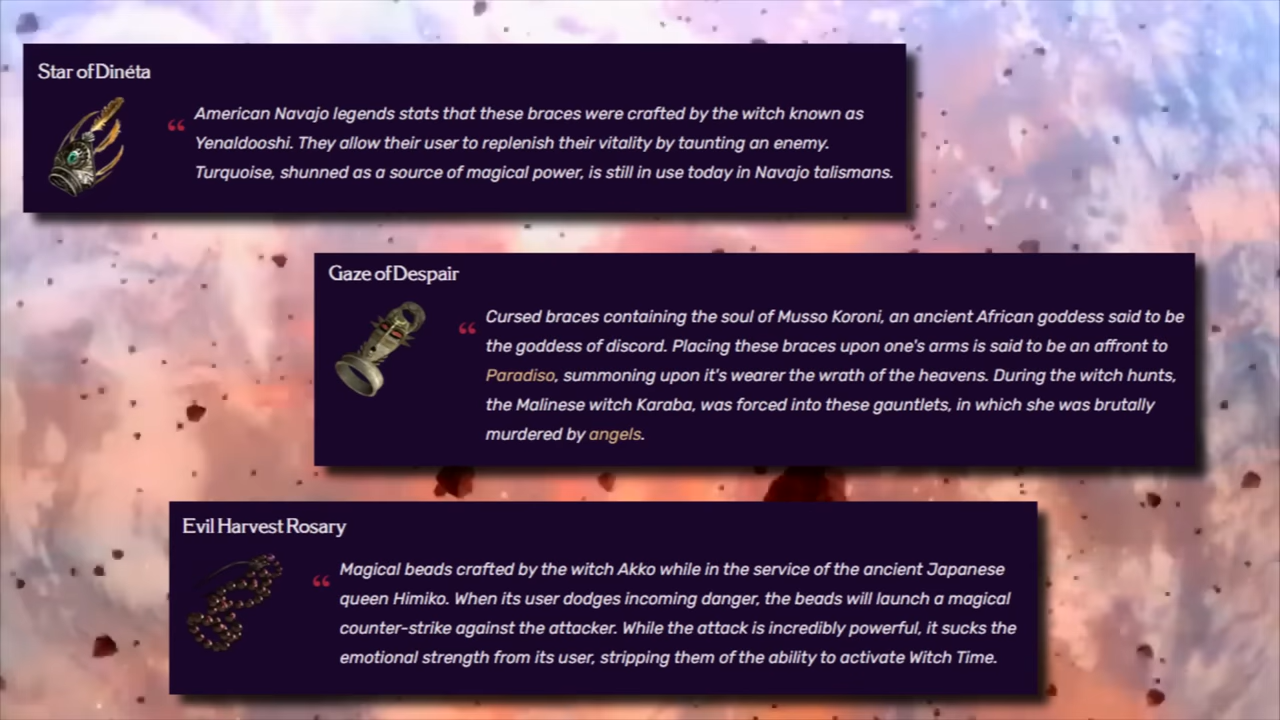 Star of Dinéta
“ American Navajo legends stats that these braces were crafted by the witch known as
Yenaldooshi. They allow their user to replenish their vitality by taunting an enemy.
Turquoise, shunned as a source of magical power, is still in use today in Navajo talismans.
Gaze of Despair
“ Cursed braces containing the soul of Musso Koroni, an ancient African goddess said to be
the goddess of discord. Placing these braces upon one's arms is said to be an affront to
Paradiso, summoning upon it's wearer the wrath of the heavens. During the witch hunts,
the Malinese witch Karaba, was forced into these gauntlets, in which she was brutally
murdered by angels.
Evil Harvest Rosary
“ Magical beads crafted by the witch Akko while in the service of the ancient Japanese
queen Himiko. When its user dodges incoming danger, the beads will launch a magical
counter-strike against the attacker. While the attack is incredibly powerful, it sucks the
emotional strength from its user, stripping them of the ability to activate Witch Time.